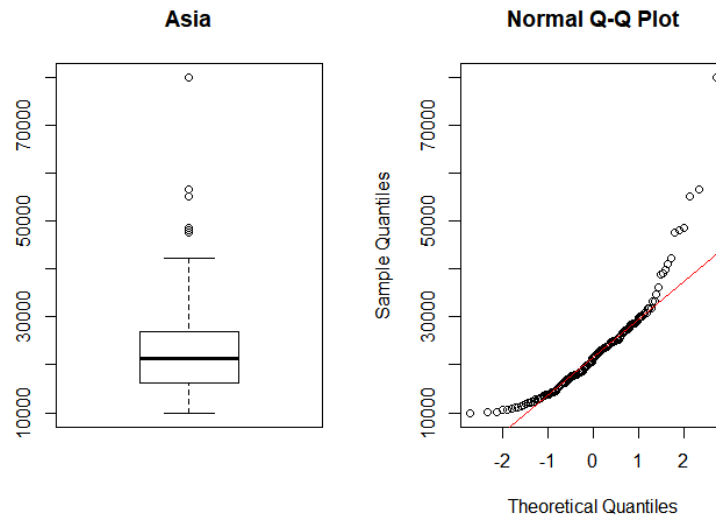 Asia
70000
50000
30000
10000
Normal Q-Q Plot
Sample Quantiles
70000
50000
30000
10000
-2 -1 0 1 2
Theoretical Quantiles